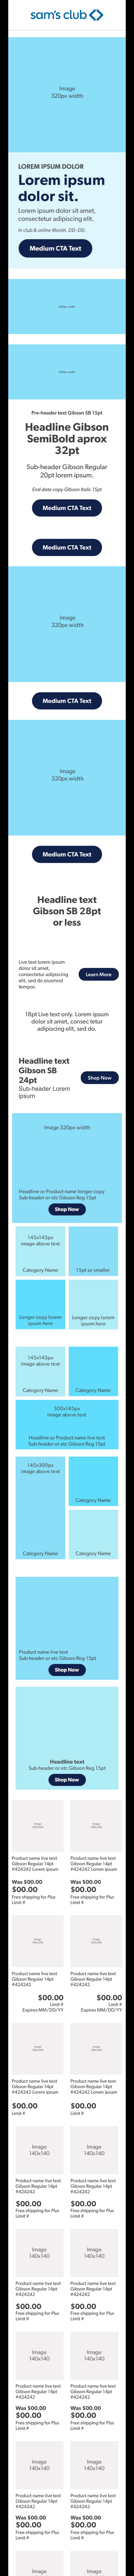 sam's club
Image
320px width
LOREM IPSUM DOLOR
Lorem ipsum
dolor sit.
Lorem ipsum dolor sit amet,
consectetur adipiscing elit.
In club & online Month. DD–DD.
Medium CTA Text
Pre-header text Gibson SB 15pt
Headline Gibson
SemiBold aprox
32pt
Sub-header Gibson Regular
20pt lorem ipsum.
End date copy Gibson Italic 15pt
Medium CTA Text
Medium CTA Text
Image
320px width
Medium CTA Text
Image
320px width
Medium CTA Text
Headline text
Gibson SB 28pt
or less
Live text lorem ipsum
dolor sit amet,
consectetur adipiscing
elit, sed do eiusmod
tempor.
Learn More
18pt Live text only. Lorem ipsum
dolor sit amet, consec tetur
adipiscing elit, sed do.
Headline text
Gibson SB
24pt
Sub-header Lorem
ipsum
Shop Now
Image 320px width
Headline or Product name longer copy
Sub-header or etc Gibson Reg 15pt
Shop Now
145x145px
image above text
Category Name
15pt or smaller
Longer copy lorem
ipsum here
Longer copy lorem
ipsum here
145x145px
image above text
Category Name
Category Name
300x145px
image above text
Headline or Product name live text
Sub-header or etc Gibson Reg 15pt
145x300px
image above text
Category Name
Category Name
Category Name
Product name live text
Sub-header or etc Gibson Reg 15pt
Shop Now
Headline text
Sub-header or etc Gibson Reg 15pt
Shop Now
Product name live text
Gibson Regular 14pt
#424242 Lorem ipsum
Was $00.00
$00.00
Free shipping for Plus
Limit #
Product name live text
Gibson Regular 14pt
#424242 Lorem ipsum
Was $00.00
$00.00
Free shipping for Plus
Limit #
Product name live text
Gibson Regular 14pt
#424242
$00.00
Limit #
Expires MM/DD/YY
Product name live text
Gibson Regular 14pt
#424242
$00.00
Limit #
Expires MM/DD/YY
Product name live text
Gibson Regular 14pt
#424242 Lorem ipsum
$00.00
Limit #
Product name live text
Gibson Regular 14pt
#424242 Lorem ipsum
$00.00
Limit #
Image
140x140
Product name live text
Gibson Regular 14pt
#424242
$00.00
Free shipping for Plus
Limit #
Image
140x140
Product name live text
Gibson Regular 14pt
#424242
$00.00
Free shipping for Plus
Limit #
Image
140x140
Product name live text
Gibson Regular 14pt
#424242
$00.00
Free shipping for Plus
Limit #
Image
140x140
Product name live text
Gibson Regular 14pt
#424242
$00.00
Free shipping for Plus
Limit #
Image
140x140
Product name live text
Gibson Regular 14pt
#424242
Was $00.00
$00.00
Free shipping for Plus
Limit #
Image
140x140
Product name live text
Gibson Regular 14pt
#424242
Was $00.00
$00.00
Free shipping for Plus
Limit #
Image
140x140
Product name live text
Gibson Regular 14pt
#424242
Was $00.00
$00.00
Free shipping for Plus
Limit #
Image
140x140
Product name live text
Gibson Regular 14pt
#424242
Was $00.00
$00.00
Free shipping for Plus
Limit #
Image
Image